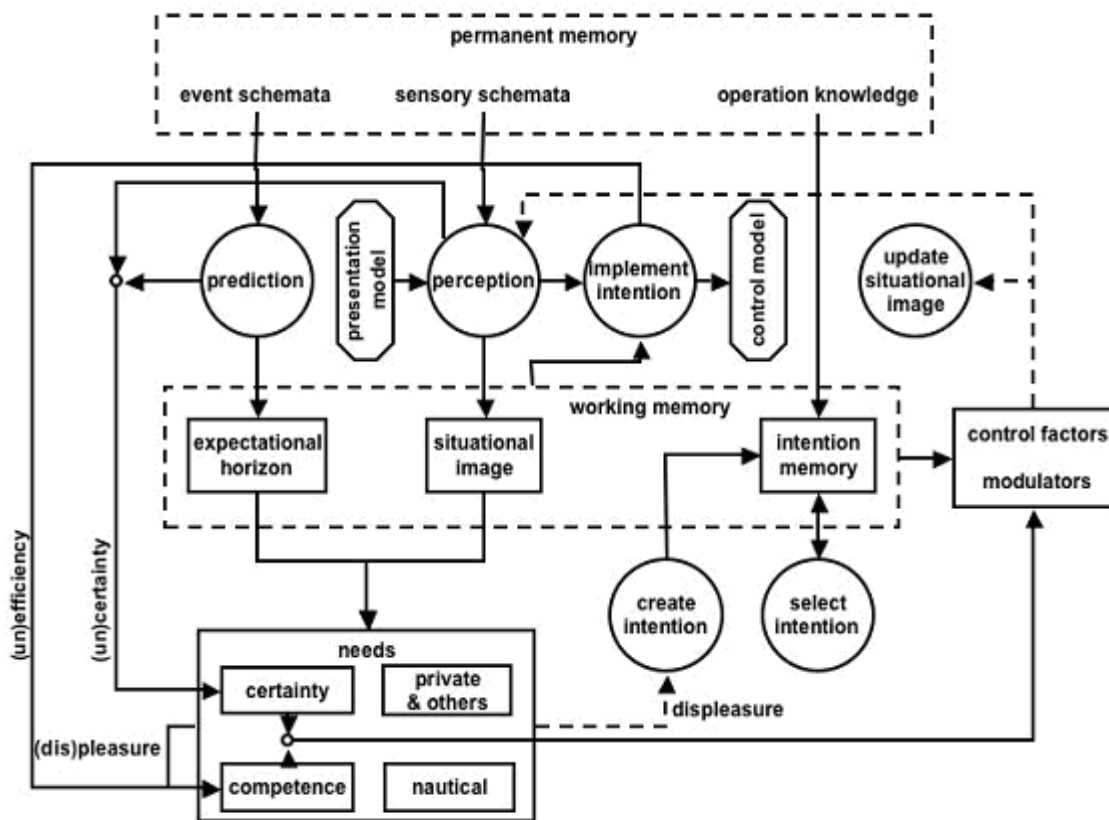 permanent memory
event schemata
sensory schemata
operation knowledge
prediction
presentation
model
perception
implement
intention
control model
update
situational
image
working memory
expectational
horizon
situational
image
intention
memory
control factors
modulators
(un)efficiency
(un)certainty
create
intention
select
intention
needs
certainty
private
& others
displeasure
(dis)pleasure
competence
nautical